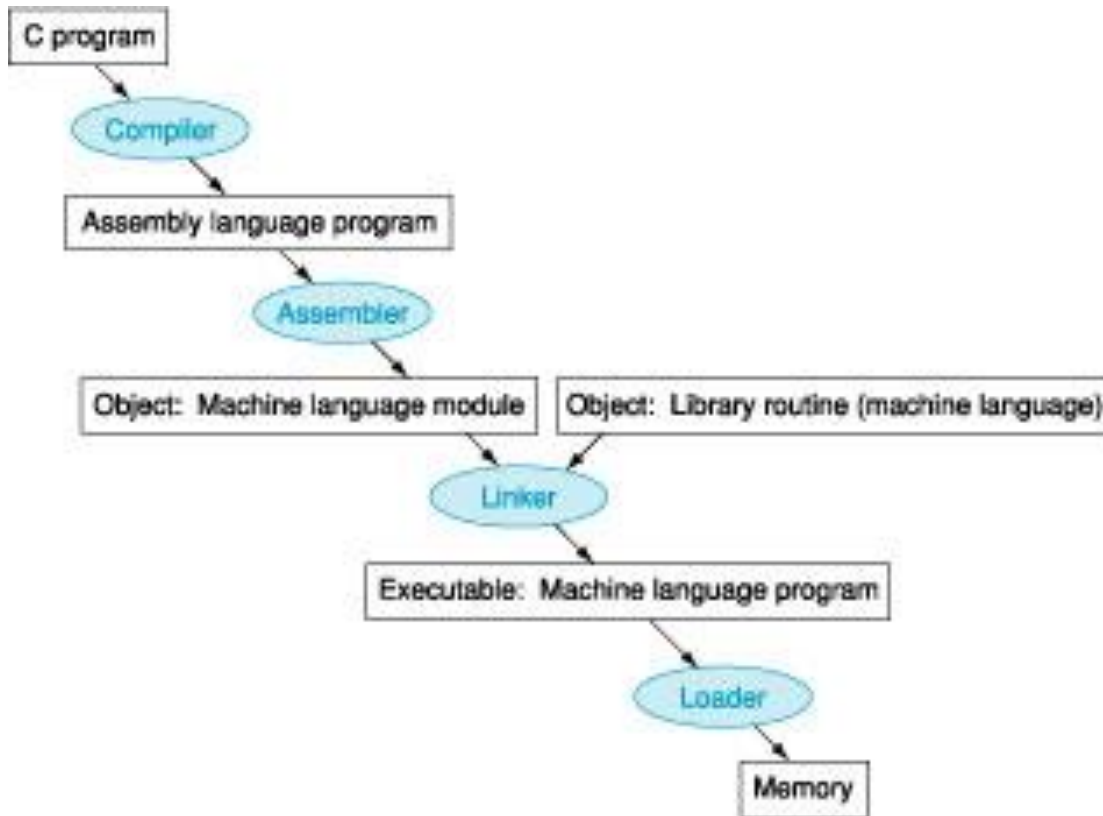 C program
Compiler
Assembly language program
Assembler
Object: Machine language module
Object: Library routine (machine language)
Linker
Executable: Machine language program
Loader
Memory